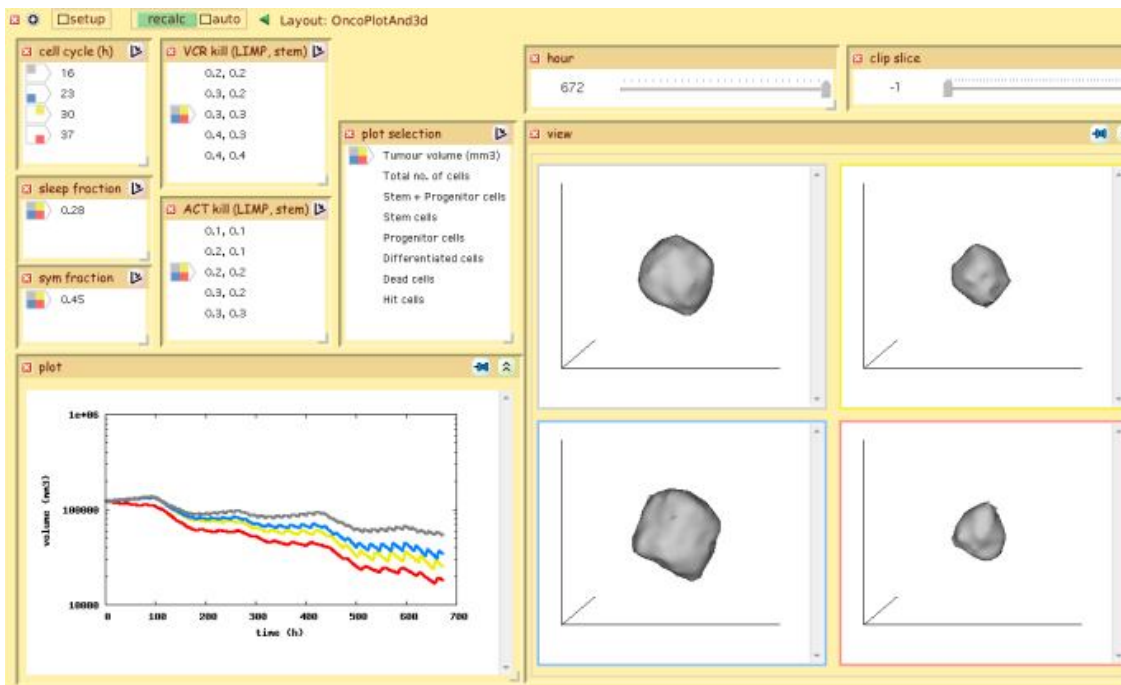 setup recalc auto Layout: OncoPlotAnd3d
cell cycle (h)
16
23
30
37
VCR kill (LIMP, stem)
0.2, 0.2
0.3, 0.2
0.3, 0.3
0.4, 0.3
0.4, 0.4
hour
672
clip slice
-1
sleep fraction
0.28
sym fraction
0.45
ACT kill (LIMP, stem)
0.1, 0.1
0.2, 0.1
0.2, 0.2
0.3, 0.2
0.3, 0.3
plot selection
Tumour volume (mm3)
Total no. of cells
Stem + Progenitor cells
Stem cells
Progenitor cells
Differentiated cells
Dead cells
Hit cells
view
plot
1e+06
100000
10000
volume (mm3)
0 100 200 300 400 500 600 700
time (h)